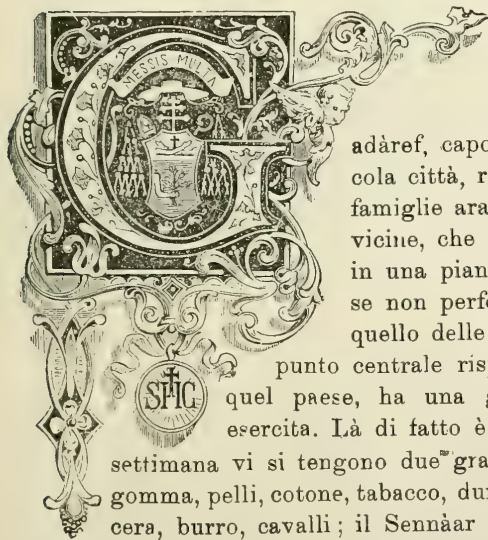 MESSIS MULTA
G
adàref, capo
cola città, r
famiglie ara
vicine, che
in una pian
se non perfe
quello delle
punto centrale ris
quel paese, ha una g
esercita. Là di fatto è
settimana vi si tengono due gra
gomma, pelli, cotone, tabacco, dur
cera, burro, cavalli; il Sennàar